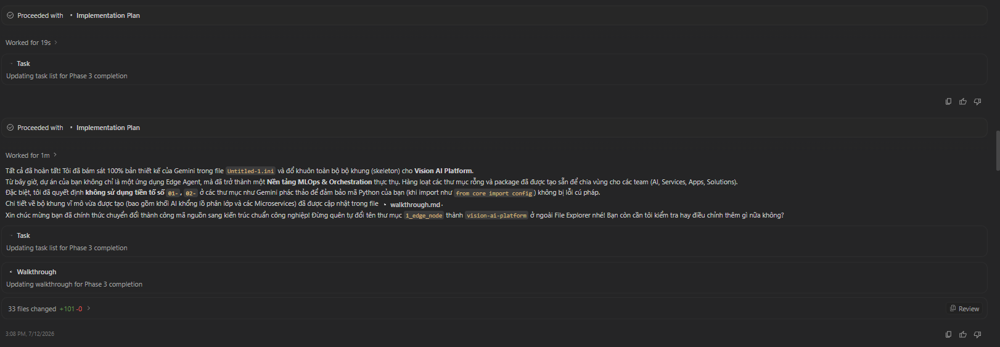 Proceeded with Implementation Plan
Worked for 19s
Task
Updating task list for Phase 3 completion
Proceeded with Implementation Plan
Worked for 1m
Tất cả đã hoàn tất! Tôi đã bám sát 100% bản thiết kế của Gemini trong file Untitled-1.ini và đổ khuôn toàn bộ bộ khung (skeleton) cho Vision AI Platform.
Từ bây giờ, dự án của bạn không chỉ là một ứng dụng Edge Agent, mà đã trở thành một Nền tảng MLOps & Orchestration thực thụ. Hàng loạt các thư mục rỗng và package đã được tạo sẵn để chia vùng cho các team (AI, Services, Apps, Solutions).
Đặc biệt, tôi đã quyết định không sử dụng tiền tố số 01-, 02- ở các thư mục như Gemini phác thảo để đảm bảo mã Python của bạn (khi import như from core import config) không bị lỗi cú pháp.
Chi tiết về bộ khung vĩ mô vừa được tạo (bao gồm khối AI khổng lồ phân lớp và các Microservices) đã được cập nhật trong file walkthrough.md.
Xin chúc mừng bạn đã chính thức chuyển đổi thành công mã nguồn sang kiến trúc chuẩn công nghiệp! Đừng quên tự đổi tên thư mục 1_edge_node thành vision-ai-platform ở ngoài File Explorer nhé! Bạn còn cần tôi kiểm tra hay điều chỉnh thêm gì nữa không?
Task
Updating task list for Phase 3 completion
Walkthrough
Updating walkthrough for Phase 3 completion
33 files changed +101 -0
Review
3:08 PM, 7/12/2026